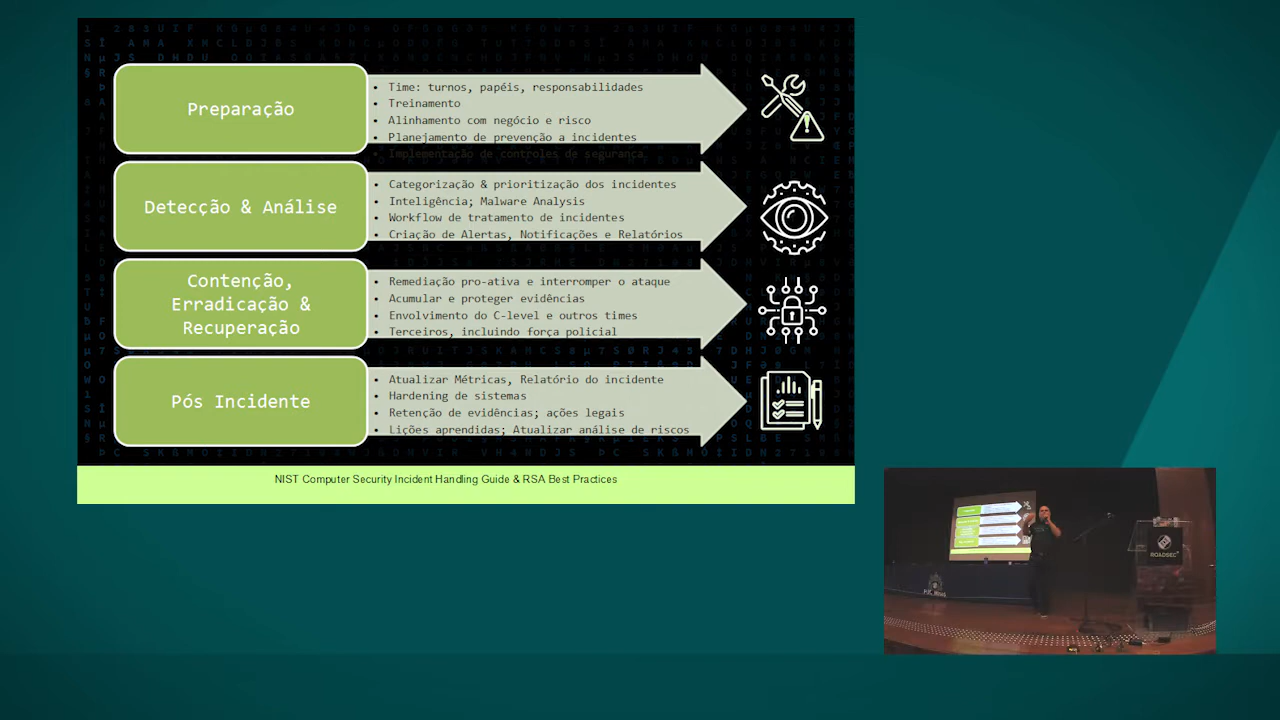 Preparação
• Time: turnos, papéis, responsabilidades
• Treinamento
• Alinhamento com negócio e risco
• Planejamento de prevenção a incidentes
• Implementação de controles de segurança
Detecção & Análise
• Categorização & prioritização dos incidentes
• Inteligência; Malware Analysis
• Workflow de tratamento de incidentes
• Criação de Alertas, Notificações e Relatórios
Contenção,
Erradicação &
Recuperação
• Remediação pro-ativa e interromper o ataque
• Acumular e proteger evidências
• Envolvimento do C-level e outros times
• Terceiros, incluindo força policial
Pós Incidente
• Atualizar Métricas, Relatório do incidente
• Hardening de sistemas
• Retenção de evidências; ações legais
• Lições aprendidas; Atualizar análise de riscos
NIST Computer Security Incident Handling Guide & RSA Best Practices
ROADSEC
PUC Minas